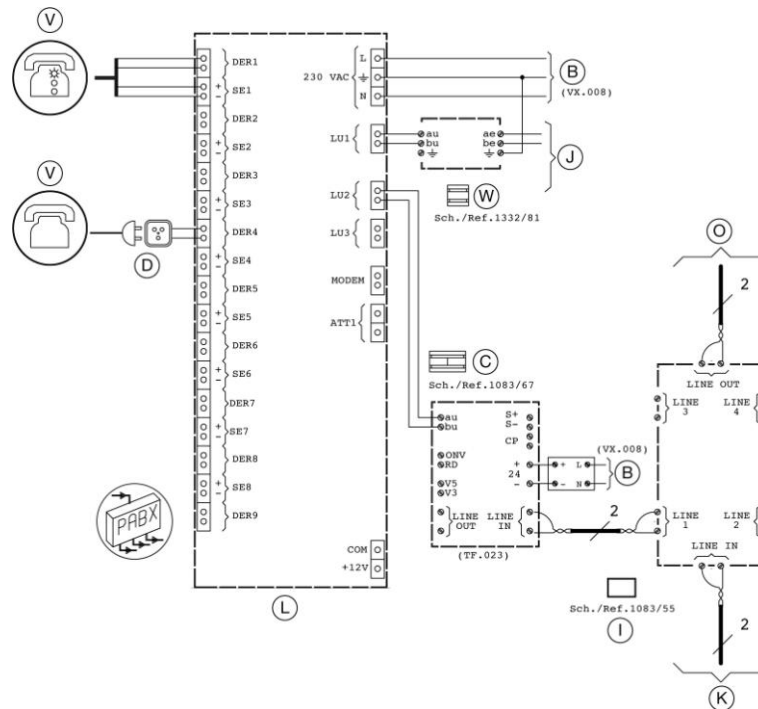 V
DER1
+
−
SE1
DER2
+
−
SE2
DER3
+
−
SE3
DER4
+
−
SE4
DER5
+
−
SE5
DER6
+
−
SE6
DER7
+
−
SE7
DER8
+
−
SE8
DER9
V
D
PABX
230 VAC
L
N
LU1
LU2
LU3
MODEM
ATT1
COM
+12V
L
B
(VX.008)
au
bu
ae
be
J
W
Sch./Ref.1332/81
C
Sch./Ref.1083/67
au
bu
S+
S-
CP
0NV
RD
+
24
−
V5
V3
LINE
OUT
LINE
IN
(TF.023)
+ L
− N
(VX.008)
B
2
I
Sch./Ref.1083/55
O
2
LINE OUT
LINE
3
LINE
4
LINE
1
LINE
2
LINE IN
2
K